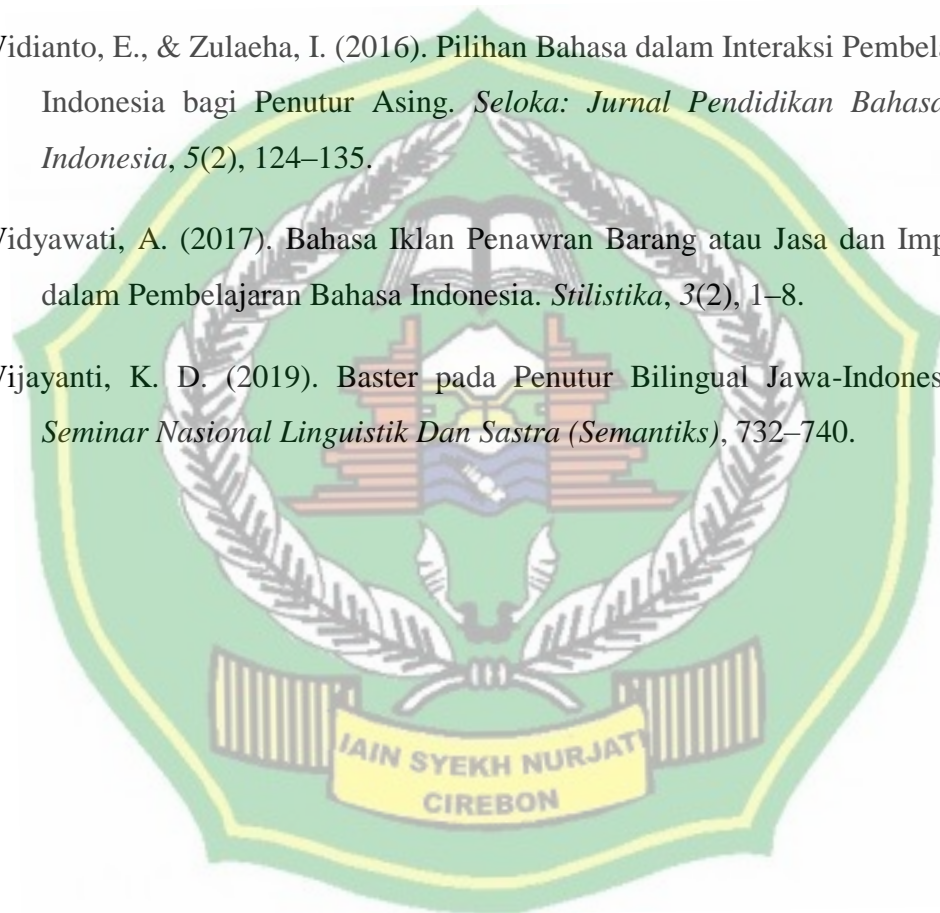 Vidianto, E., & Zulaeha, I. (2016). Pilihan Bahasa dalam Interaksi Pembela
Indonesia bagi Penutur Asing. Seloka: Jurnal Pendidikan Bahasa
Indonesia, 5(2), 124–135.
Vidyawati, A. (2017). Bahasa Iklan Penawran Barang atau Jasa dan Imp
dalam Pembelajaran Bahasa Indonesia. Stilistika, 3(2), 1–8.
Vijayanti, K. D. (2019). Baster pada Penutur Bilingual Jawa-Indones
Seminar Nasional Linguistik Dan Sastra (Semantiks), 732–740.
IAIN SYEKH NURJATI
CIREBON